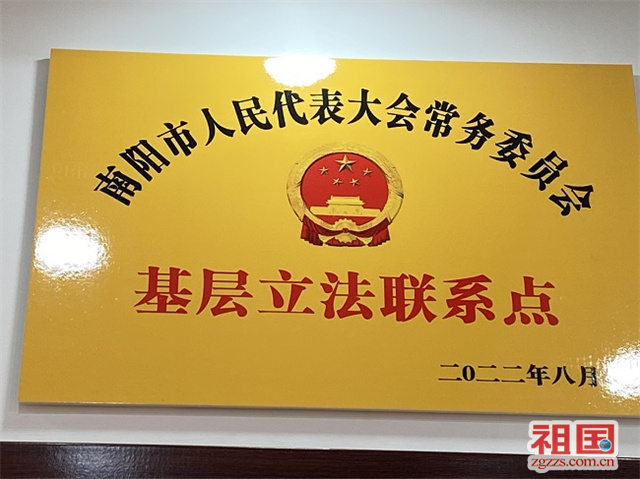 南阳市人民代表大会常务委员会
基层立法联系点
二0二二年八月
祖国
zgzzs.com.cn